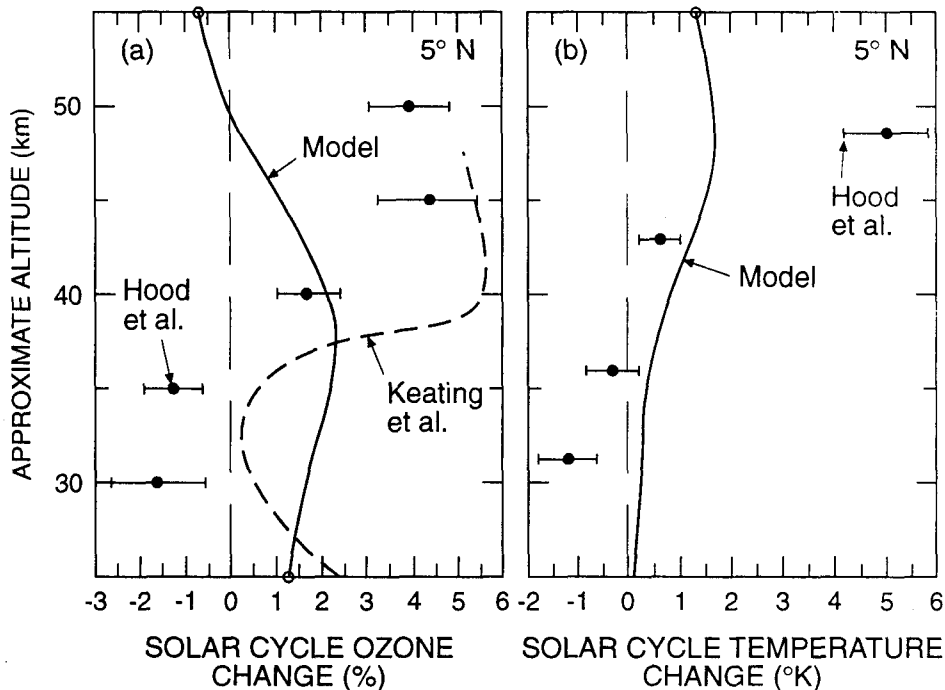 (a)
5° N
(b)
5° N
APPROXIMATE ALTITUDE (km)
50
40
30
Model
Hood
et al.
Keating
et al.
Hood
et al.
Model
-3 -2 -1 0 1 2 3 4 5 6
-2 -1 0 1 2 3 4 5 6
SOLAR CYCLE OZONE
CHANGE (%)
SOLAR CYCLE TEMPERATURE
CHANGE (°K)